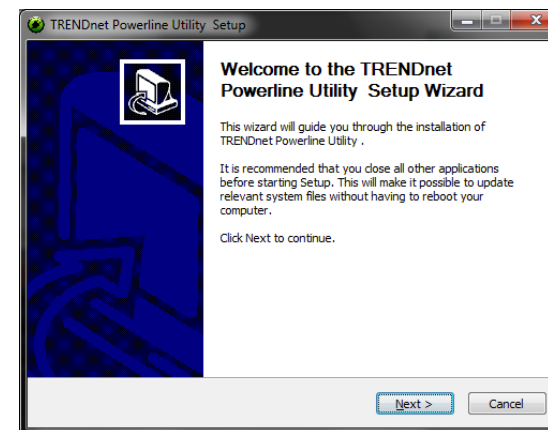 TRENDnet Powerline Utility  Setup
Welcome to the TRENDnet
Powerline Utility  Setup Wizard
This wizard will guide you through the installation of
TRENDnet Powerline Utility .
It is recommended that you close all other applications
before starting Setup. This will make it possible to update
relevant system files without having to reboot your
computer.
Click Next to continue.
Next >
Cancel